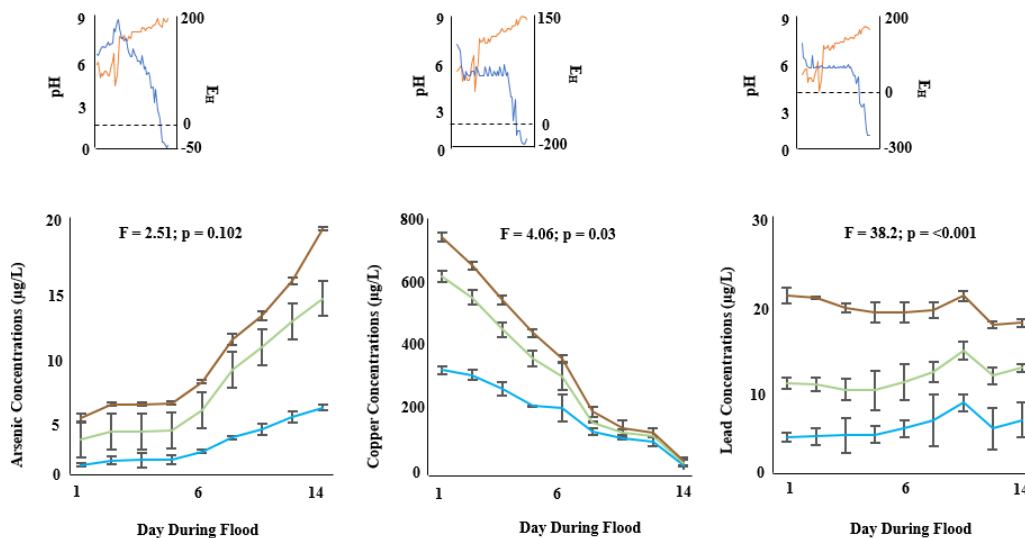 9
6
3
0
pH
200
0
-50
E_H
9
6
3
0
pH
150
0
-200
E_H
9
6
3
0
pH
200
0
-300
E_H
F = 2.51; p = 0.102
20
15
10
5
0
Arsenic Concentrations (µg/L)
1 6 14
Day During Flood
F = 4.06; p = 0.03
800
600
400
200
0
Copper Concentrations (µg/L)
1 6 14
Day During Flood
F = 38.2; p = <0.001
30
20
10
0
Lead Concentrations (µg/L)
1 6 14
Day During Flood